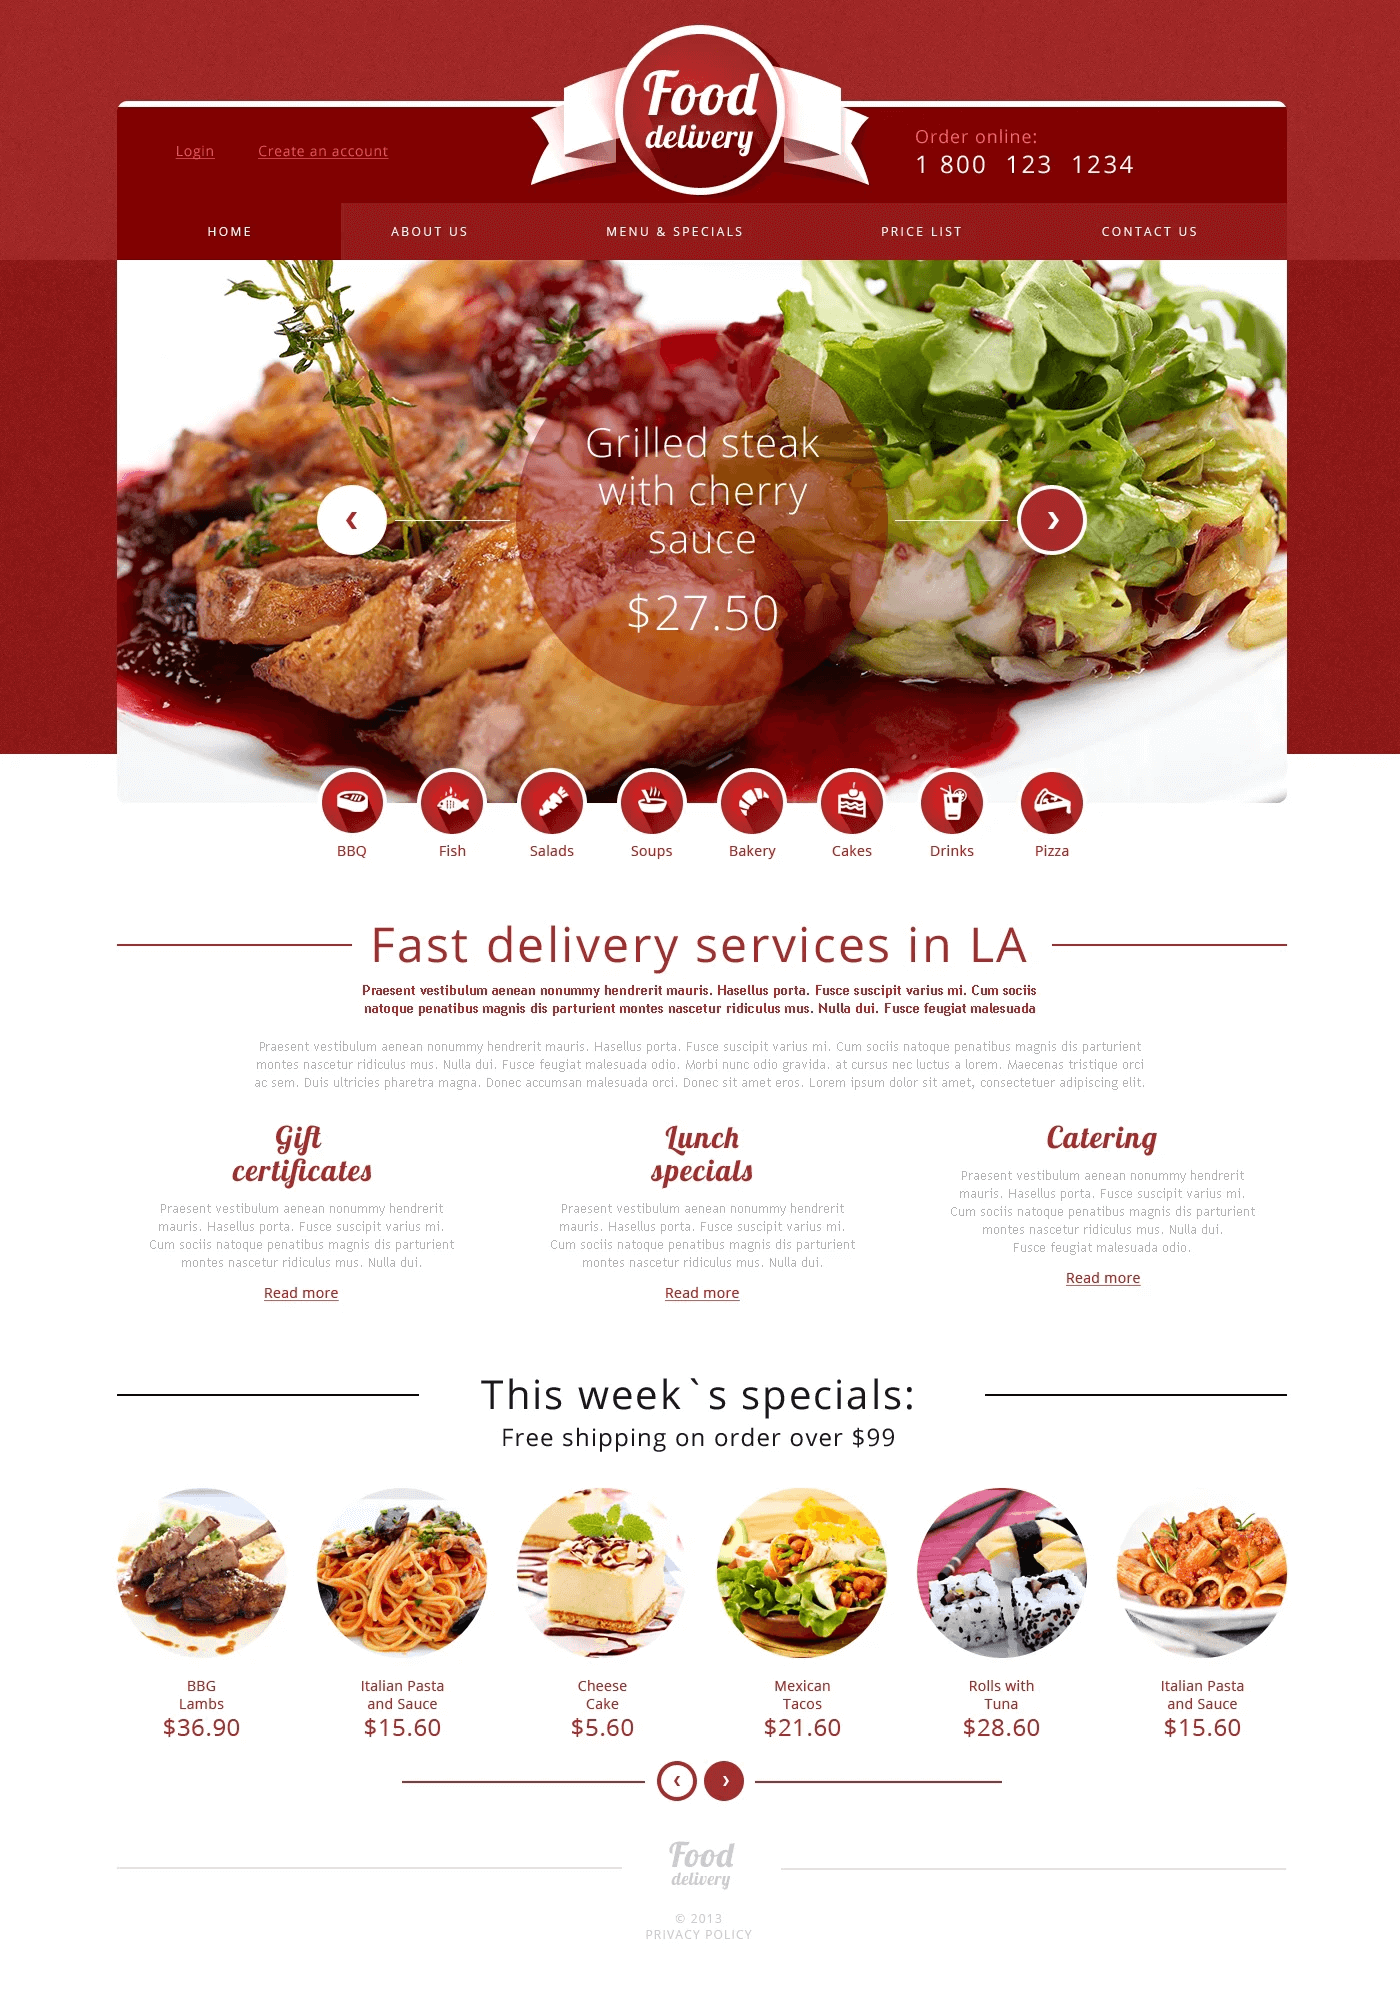 Food
delivery
Login
Create an account
Order online:
1 800 123 1234
HOME
ABOUT US
MENU & SPECIALS
PRICE LIST
CONTACT US
Grilled steak
with cherry
sauce
$27.50
BBQ
Fish
Salads
Soups
Bakery
Cakes
Drinks
Pizza
Fast delivery services in LA
Praesent vestibulum aenean nonummy hendrerit mauris. Hasellus porta. Fusce suscipit varius mi. Cum sociis
natoque penatibus magnis dis parturient montes nascetur ridiculus mus. Nulla dui. Fusce feugiat malesuada
Praesent vestibulum aenean nonummy hendrerit mauris. Hasellus porta. Fusce suscipit varius mi. Cum sociis natoque penatibus magnis dis parturient
montes nascetur ridiculus mus. Nulla dui. Fusce feugiat malesuada odio. Morbi nunc odio gravida. at cursus nec luctus a lorem. Maecenas tristique orci
ac sem. Duis ultricies pharetra magna. Donec accumsan malesuada orci. Donec sit amet eros. Lorem ipsum dolor sit amet, consectetuer adipiscing elit.
Gift
certificates
Praesent vestibulum aenean nonummy hendrerit
mauris. Hasellus porta. Fusce suscipit varius mi.
Cum sociis natoque penatibus magnis dis parturient
montes nascetur ridiculus mus. Nulla dui.
Read more
Lunch
specials
Praesent vestibulum aenean nonummy hendrerit
mauris. Hasellus porta. Fusce suscipit varius mi.
Cum sociis natoque penatibus magnis dis parturient
montes nascetur ridiculus mus. Nulla dui.
Read more
Catering
Praesent vestibulum aenean nonummy hendrerit
mauris. Hasellus porta. Fusce suscipit varius mi.
Cum sociis natoque penatibus magnis dis parturient
montes nascetur ridiculus mus. Nulla dui.
Fusce feugiat malesuada odio.
Read more
This week`s specials:
Free shipping on order over $99
BBG
Lambs
$36.90
Italian Pasta
and Sauce
$15.60
Cheese
Cake
$5.60
Mexican
Tacos
$21.60
Rolls with
Tuna
$28.60
Italian Pasta
and Sauce
$15.60
Food
delivery
© 2013
PRIVACY POLICY